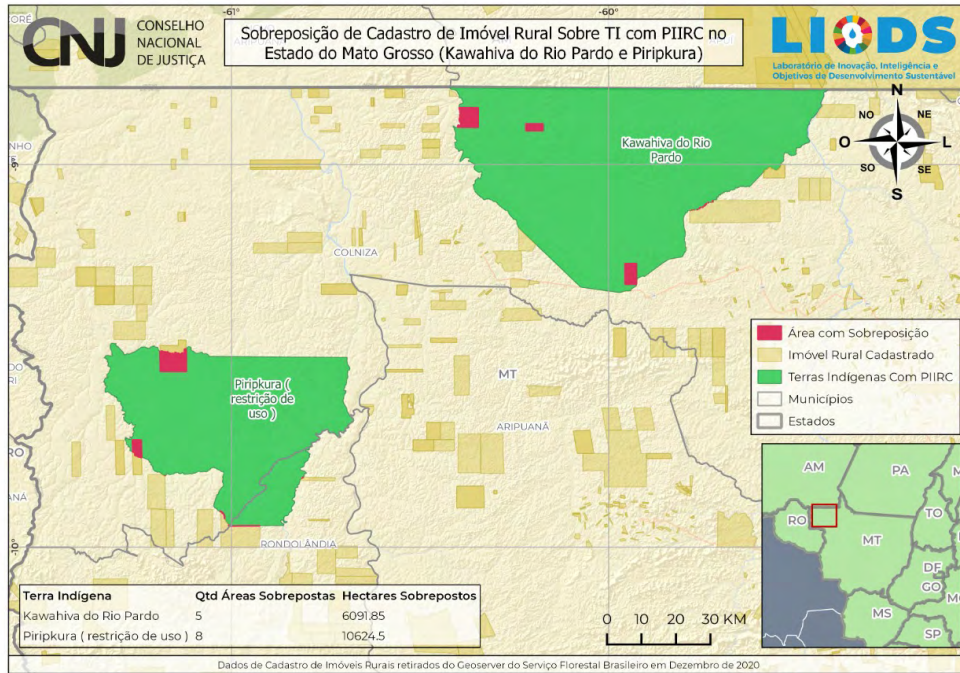 CNJ
CONSELHO
NACIONAL
DE JUSTIÇA
Sobreposição de Cadastro de Imóvel Rural Sobre TI com PIIRC no
Estado do Mato Grosso (Kawahiva do Rio Pardo e Piripkura)
LIODS
Laboratório de Inovação, Inteligência e
Objetivos de Desenvolvimento Sustentável
-61
-60
N
NO
NE
O
L
SO
SE
S
-9°
Kawahiva do Rio
Pardo
COLNIZA
Piripkura (
restrição de
uso )
MT
ARIPUANÃ
-10°
RONDOLÂNDIA
Área com Sobreposição
Imóvel Rural Cadastrado
Terras Indígenas Com PIIRC
Municípios
Estados
AM
PA
RO
TO
MT
DF
GO
MS
SP
Terra Indígena Qtd Áreas Sobrepostas Hectares Sobrepostos
Kawahiva do Rio Pardo 5 6091.85
Piripkura ( restrição de uso ) 8 10624.5
0 10 20 30 KM
Dados de Cadastro de Imóveis Rurais retirados do Geoserver do Serviço Florestal Brasileiro em Dezembro de 2020